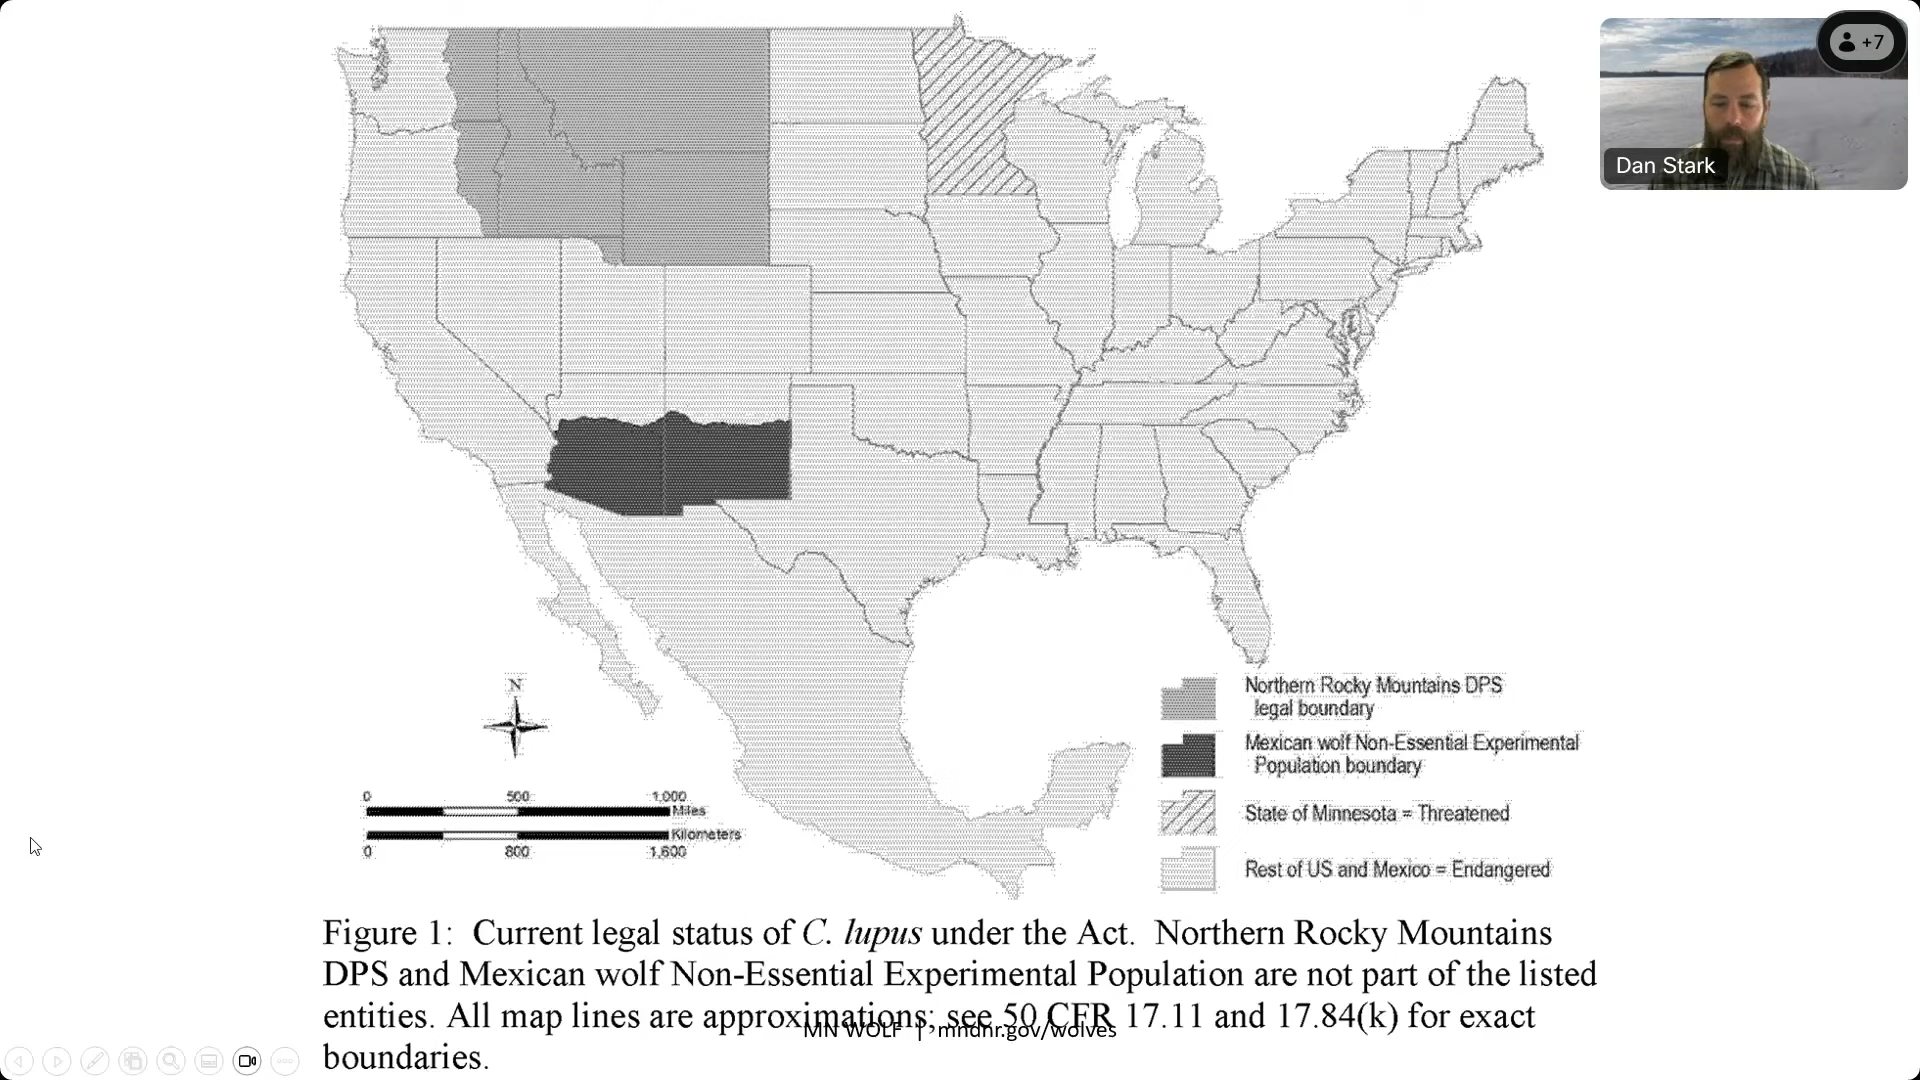 +7
Dan Stark
Northern Rocky Mountains DPS
legal boundary
Mexican wolf Non-Essential Experimental
Population boundary
State of Minnesota = Threatened
Rest of US and Mexico = Endangered
N
0 500 1,000
Miles
Kilometers
0 800 1,600
Figure 1: Current legal status of C. lupus under the Act. Northern Rocky Mountains
DPS and Mexican wolf Non-Essential Experimental Population are not part of the listed
entities. All map lines are approximations; see 50 CFR 17.11 and 17.84(k) for exact
boundaries.
MN WOLF | mndnr.gov/wolves